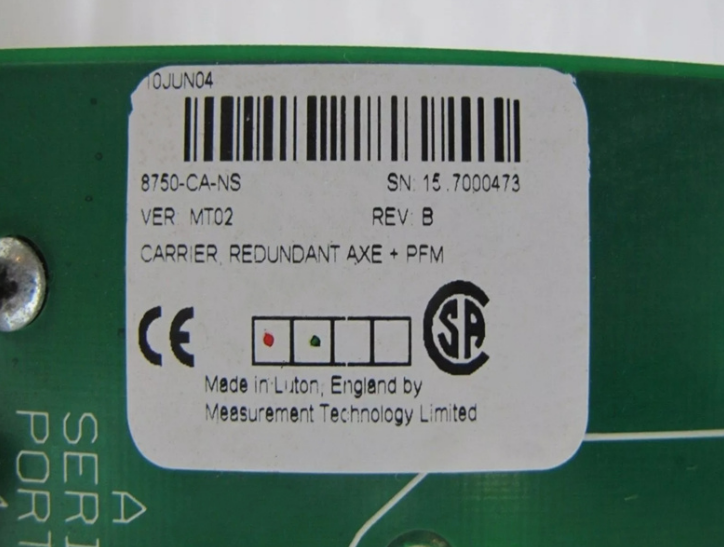 10JUN04
8750-CA-NS SN: 15.7000473
VER: MT02 REV: B
CARRIER, REDUNDANT AXE + PFM
CE
CSA
Made in Luton, England by
Measurement Technology Limited
A
SERI
PORT